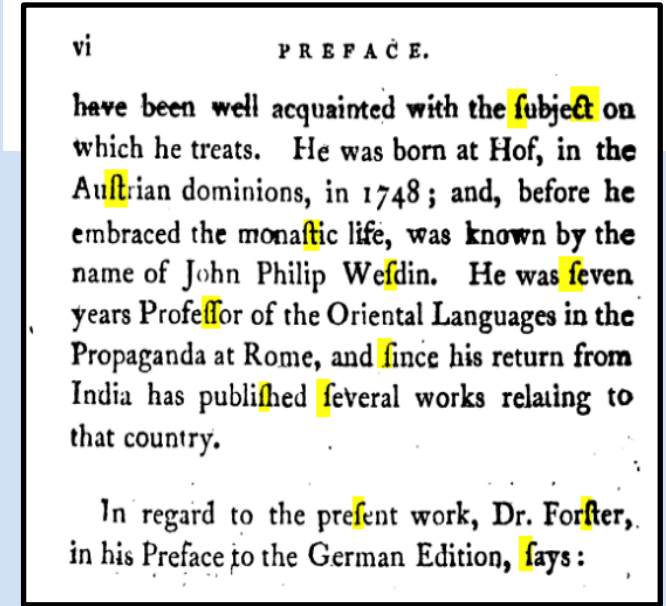 vi PREFACE.
have been well acquainted with the ſubject on
which he treats. He was born at Hof, in the
Auſtrian dominions, in 1748; and, before he
embraced the monaſtic life, was known by the
name of John Philip Weſdin. He was ſeven
years Profeſſor of the Oriental Languages in the
Propaganda at Rome, and ſince his return from
India has publiſhed ſeveral works relating to
that country.
In regard to the preſent work, Dr. Forſter,
in his Preface to the German Edition, ſays: